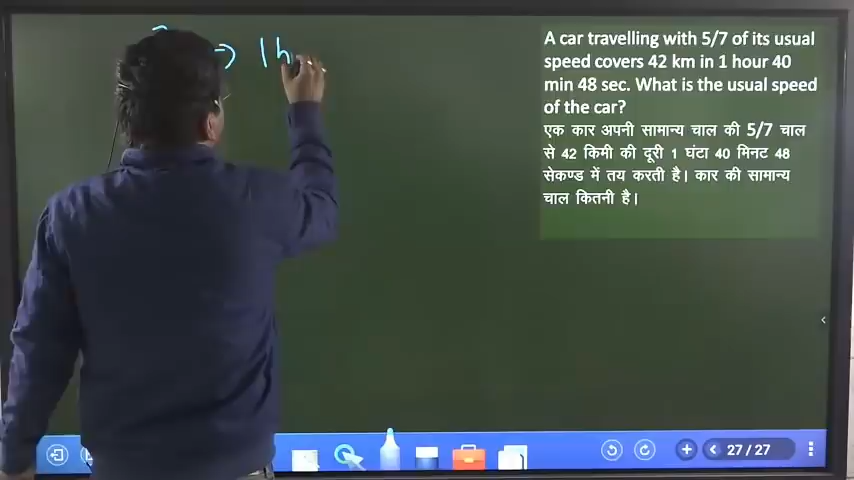 1h
A car travelling with 5/7 of its usual
speed covers 42 km in 1 hour 40
min 48 sec. What is the usual speed
of the car?
एक कार अपनी सामान्य चाल की 5/7 चाल
से 42 किमी की दूरी 1 घंटा 40 मिनट 48
सेकण्ड में तय करती है। कार की सामान्य
चाल कितनी है।
27 / 27